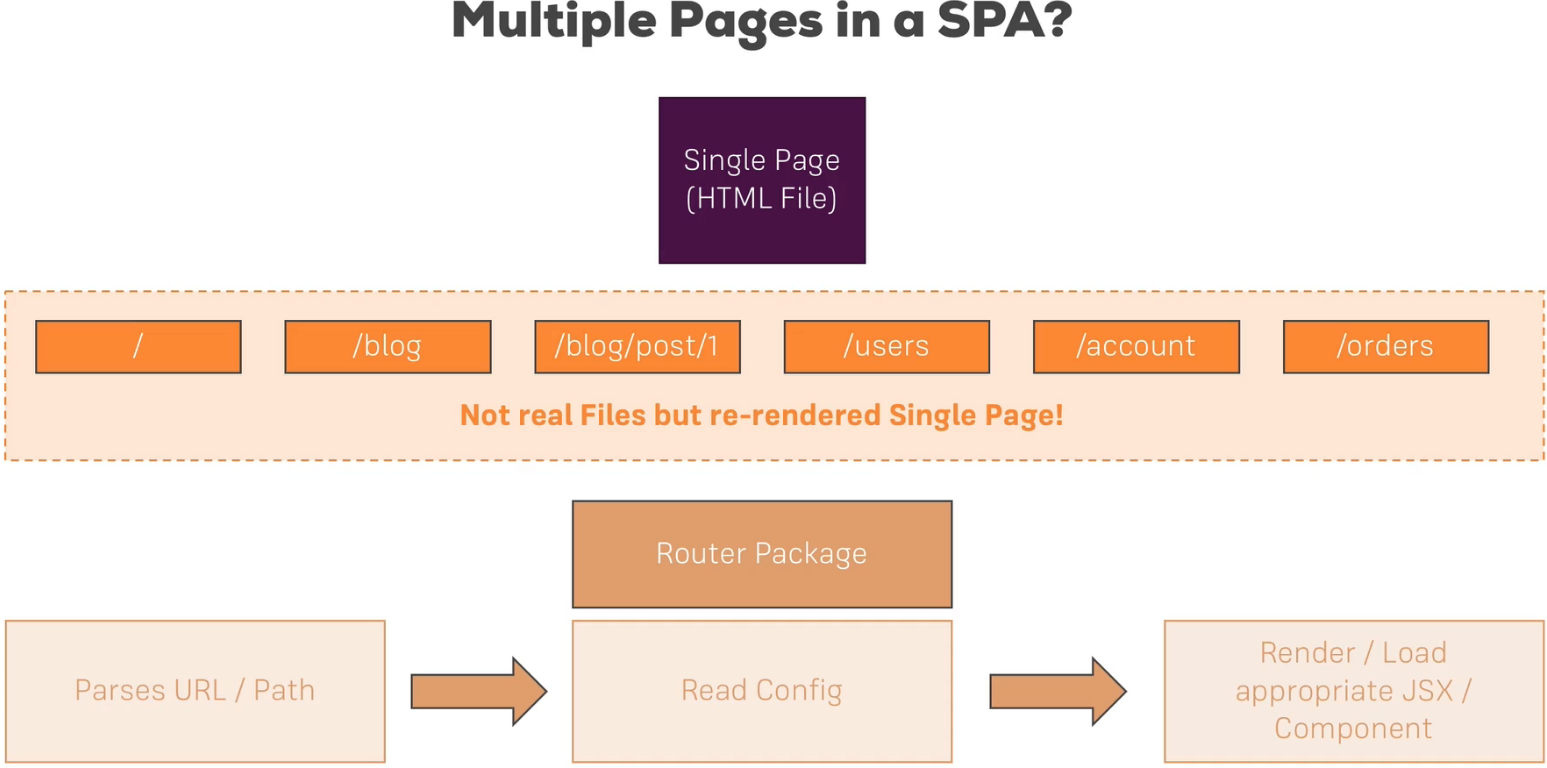 Multiple Pages in a SPA?
Single Page
(HTML File)
/
/blog
/blog/post/1
/users
/account
/orders
Not real Files but re-rendered Single Page!
Router Package
Parses URL / Path
Read Config
Render / Load
appropriate JSX /
Component